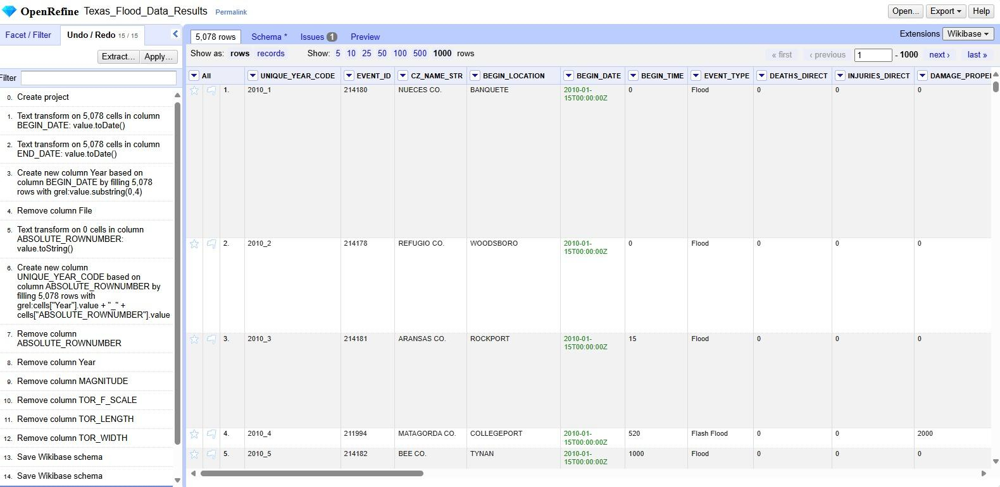 OpenRefine Texas_Flood_Data_Results Permalink
Open... Export Help
Facet / Filter Undo / Redo 15 / 15
Extract... Apply...
Filter
0. Create project
1. Text transform on 5,078 cells in column
BEGIN_DATE: value.toDate()
2. Text transform on 5,078 cells in column
END_DATE: value.toDate()
3. Create new column Year based on
column BEGIN_DATE by filling 5,078
rows with grel:value.substring(0,4)
4. Remove column File
5. Text transform on 0 cells in column
ABSOLUTE_ROWNUMBER:
value.toString()
6. Create new column
UNIQUE_YEAR_CODE based on
column ABSOLUTE_ROWNUMBER by
filling 5,078 rows with
grel:cells["Year"].value + "_" +
cells["ABSOLUTE_ROWNUMBER"].value
7. Remove column
ABSOLUTE_ROWNUMBER
8. Remove column Year
9. Remove column MAGNITUDE
10. Remove column TOR_F_SCALE
11. Remove column TOR_LENGTH
12. Remove column TOR_WIDTH
13. Save Wikibase schema
14. Save Wikibase schema
5,078 rows Schema * Issues 1 Preview
Extensions Wikibase
Show as: rows records Show: 5 10 25 50 100 500 1000 rows
« first ‹ previous 1 - 1000 next › last »
All UNIQUE_YEAR_CODE EVENT_ID CZ_NAME_STR BEGIN_LOCATION BEGIN_DATE BEGIN_TIME EVENT_TYPE DEATHS_DIRECT INJURIES_DIRECT DAMAGE_PROPE
1. 2010_1 214180 NUECES CO. BANQUETE 2010-01- 0 Flood 0 0 0
15T00:00:00Z
2. 2010_2 214178 REFUGIO CO. WOODSBORO 2010-01- 0 Flood 0 0 0
15T00:00:00Z
3. 2010_3 214181 ARANSAS CO. ROCKPORT 2010-01- 15 Flood 0 0 0
15T00:00:00Z
4. 2010_4 211994 MATAGORDA CO. COLLEGEPORT 2010-01- 520 Flash Flood 0 0 2000
15T00:00:00Z
5. 2010_5 214182 BEE CO. TYNAN 2010-01- 1000 Flood 0 0 0
15T00:00:00Z